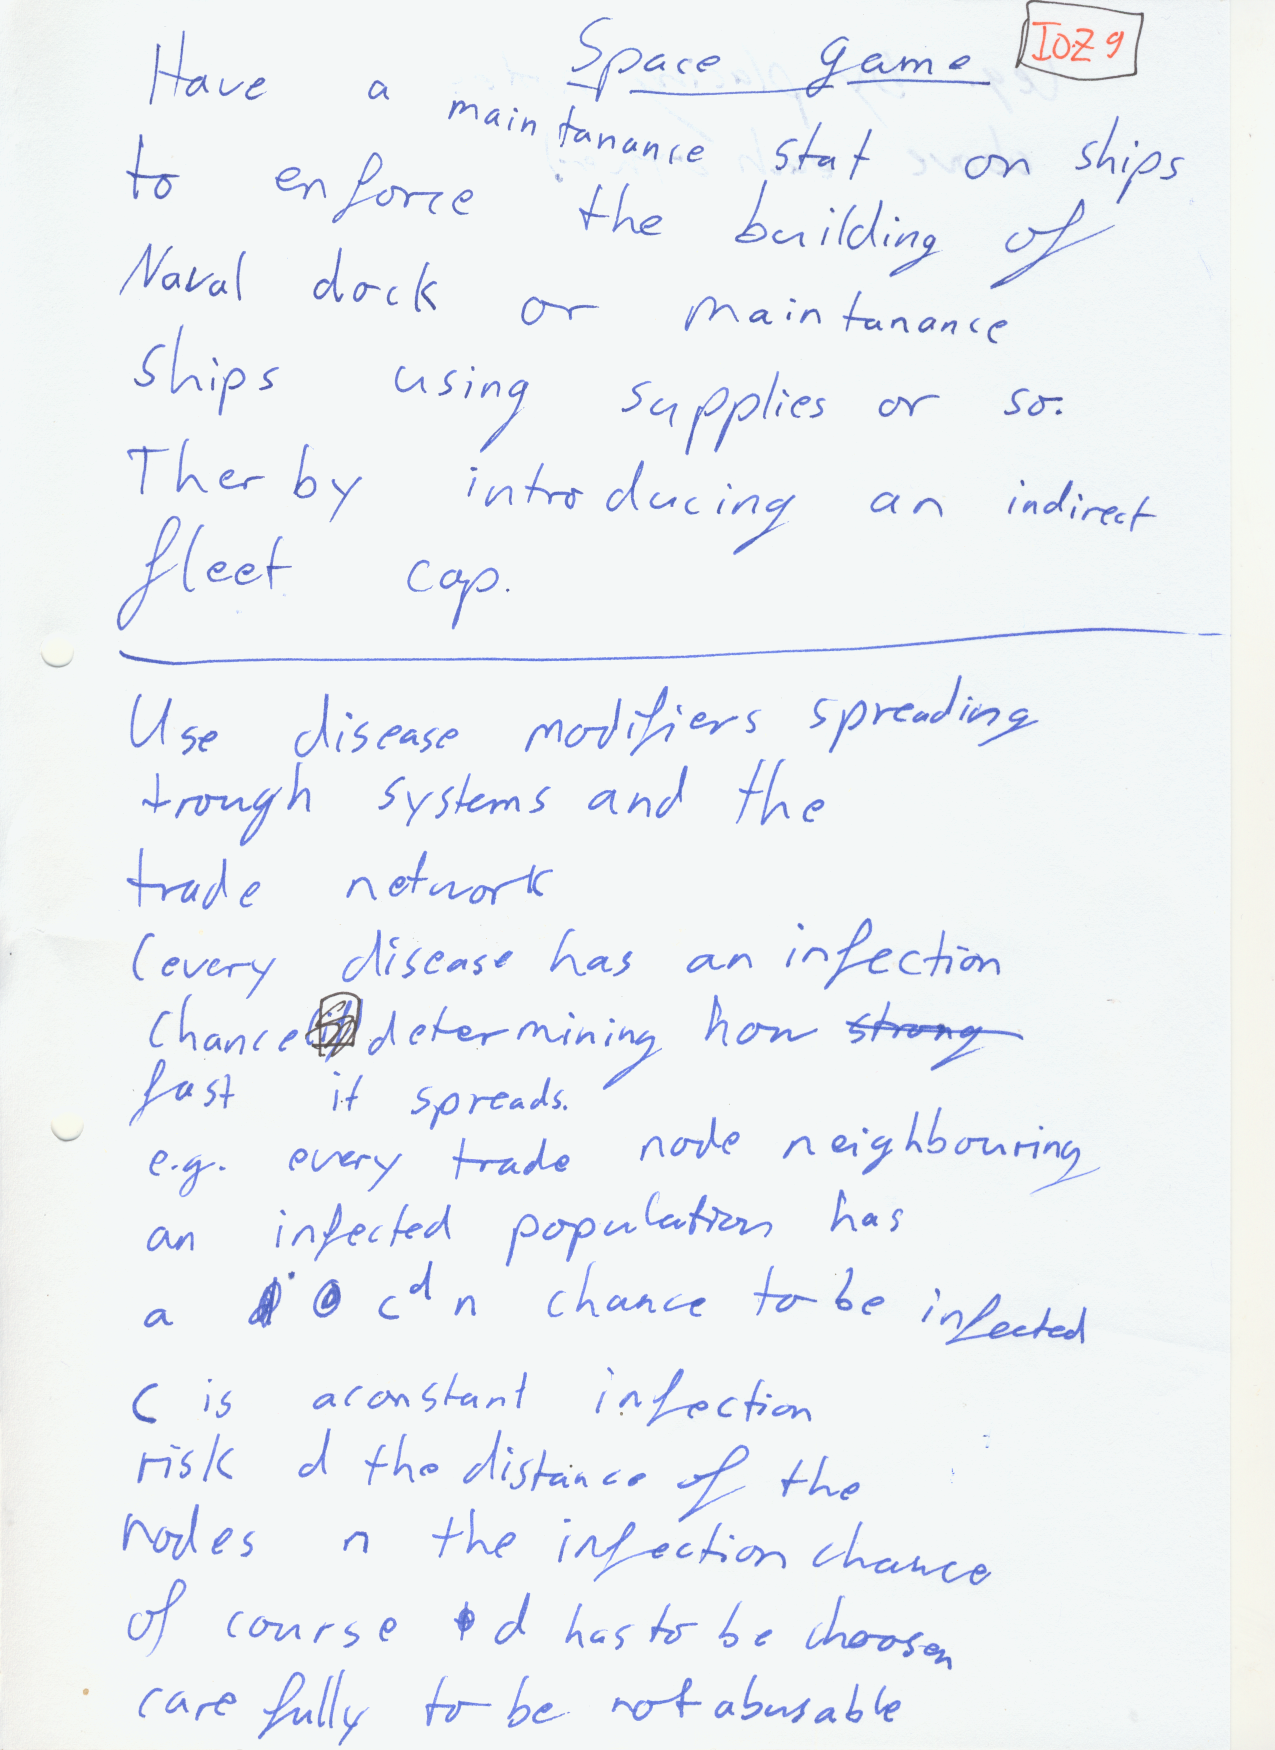 Space game
IOZ9
Have a maintanance stat on ships
to enforce the building of
Naval dock or maintanance
ships using supplies or so.
Therby introducing an indirect
fleet cap.
Use disease modifiers spreading
trough systems and the
trade network
(every disease has an infection
chance determining how strong
fast it spreads.
e.g. every trade node neighbouring
an infected population has
a c^d n chance to be infected
C is a constant infection
risk d the distance of the
nodes n the infection chance
of course d has to be choosen
carefully to be not abusable